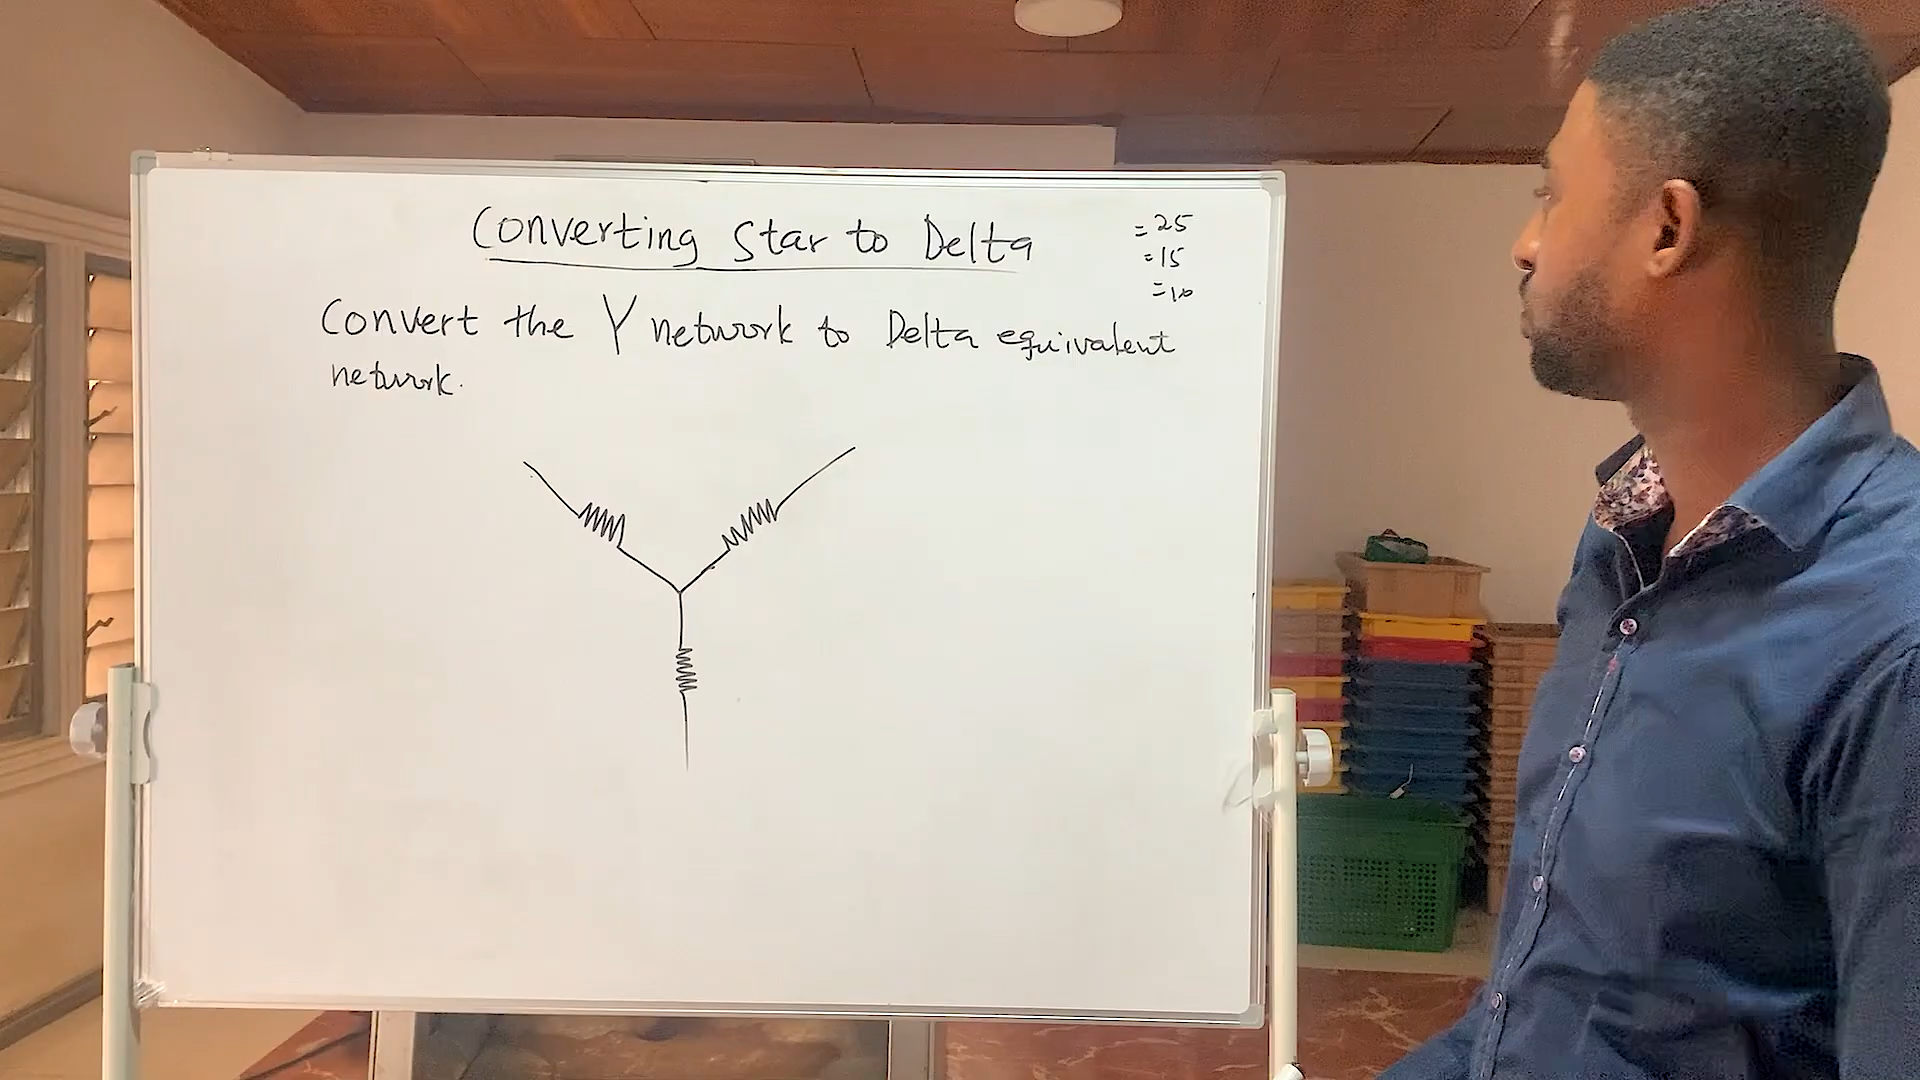 Converting Star to Delta
= 25
= 15
= 10
Convert the Y network to Delta equivalent
network.